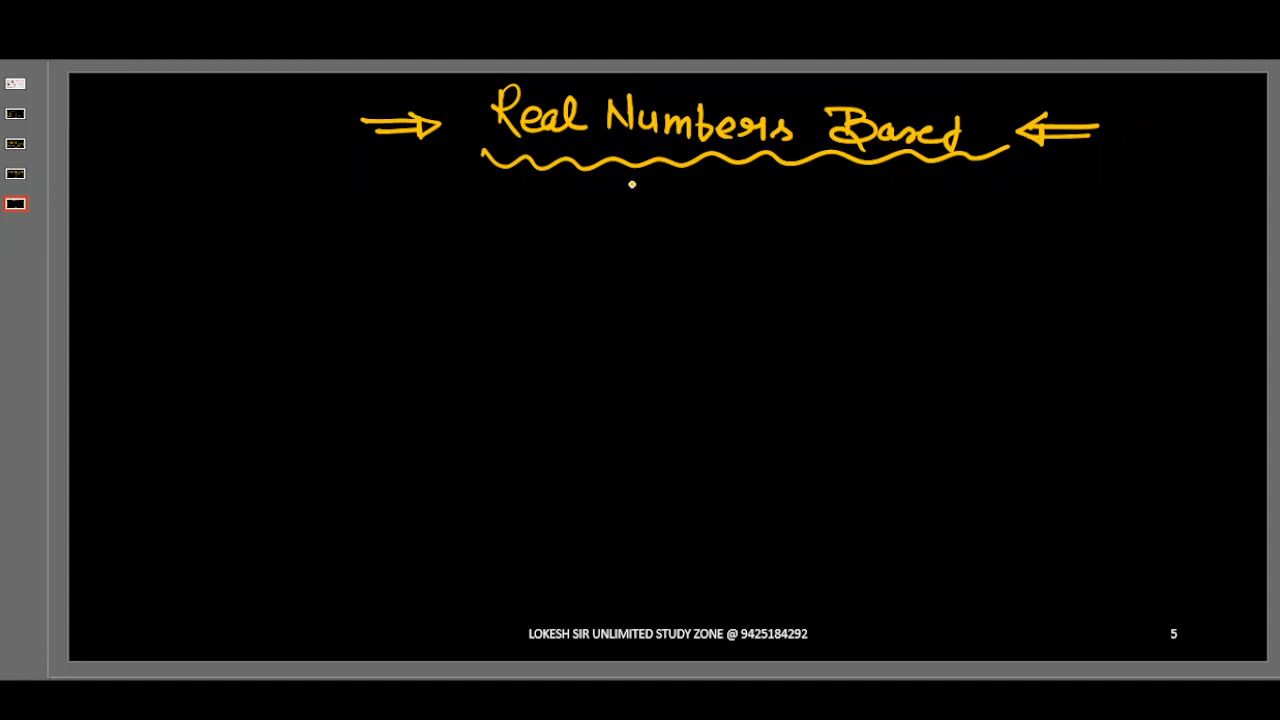 ⇒ Real Numbers Based ⇐
LOKESH SIR UNLIMITED STUDY ZONE @ 9425184292
5